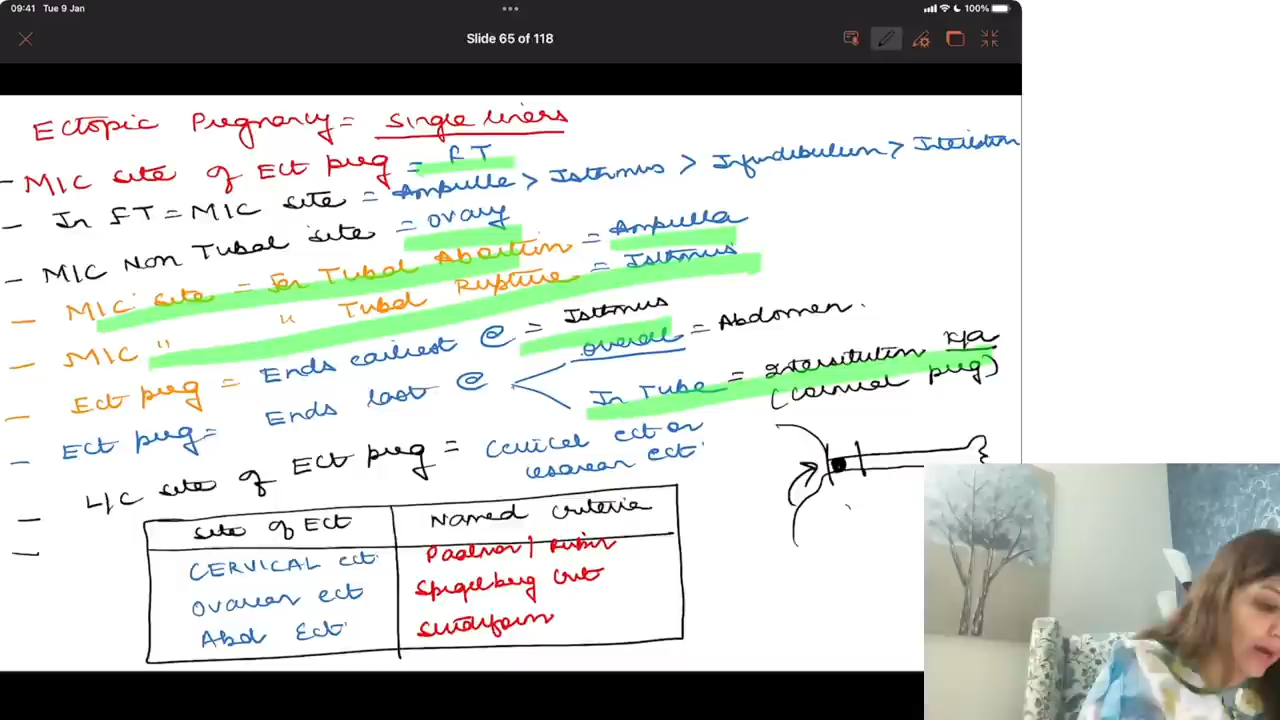 09:41 Tue 9 Jan
100%
Slide 65 of 118
Ectopic Pregnancy = Single liners
- MIC site of Ect preg = FT
- In FT = MIC site = Ampulla > Isthmus > Infundibulum > Interstitium
- MIC Non Tubal site = ovary
- MIC site = For Tubal Abortion = Ampulla
- MIC " " Tubal Rupture = Isthmus
- Ect preg = Ends earliest @ = Isthmus
- Ect preg = Ends last @ overall = Abdomen.
In Tube = Interstitium k/a
(cornual preg)
- L/C site of Ect preg = Cervical ect or
cesarean ect.
-
Site of Ect Named Criteria
CERVICAL ect. Paalman / Rubin
Ovarian ect Spigelberg crit
Abd Ect. Studdiform